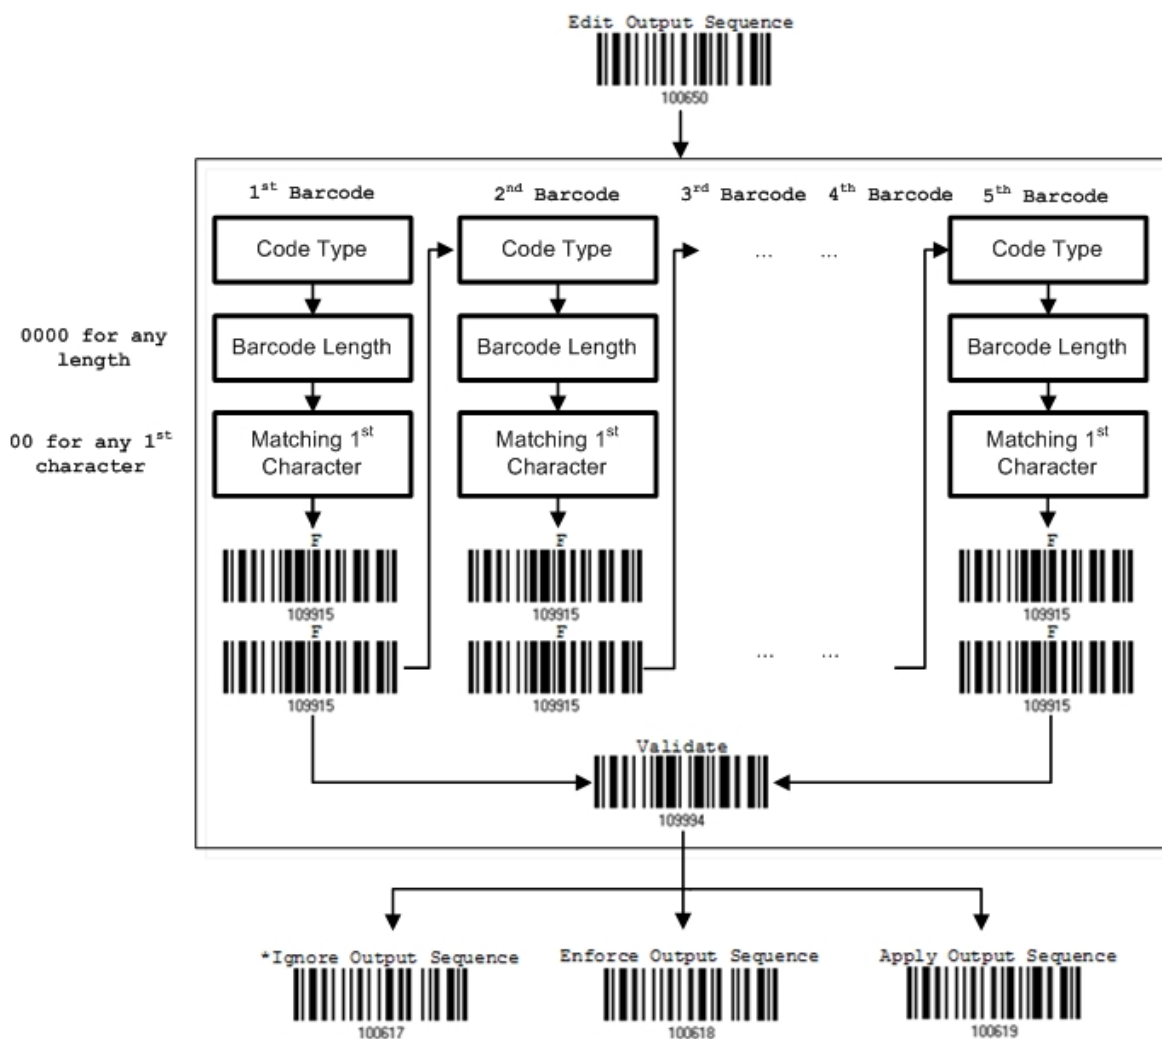 Edit Output Sequence
100650
1st Barcode 2nd Barcode 3rd Barcode 4th Barcode 5th Barcode
Code Type Code Type ... ... Code Type
0000 for any
length
Barcode Length Barcode Length Barcode Length
00 for any 1st
character
Matching 1st
Character
Matching 1st
Character
Matching 1st
Character
F F F
109915 109915 109915
F F F
... ...
109915 109915 109915
Validate
109994
*Ignore Output Sequence Enforce Output Sequence Apply Output Sequence
100617 100618 100619